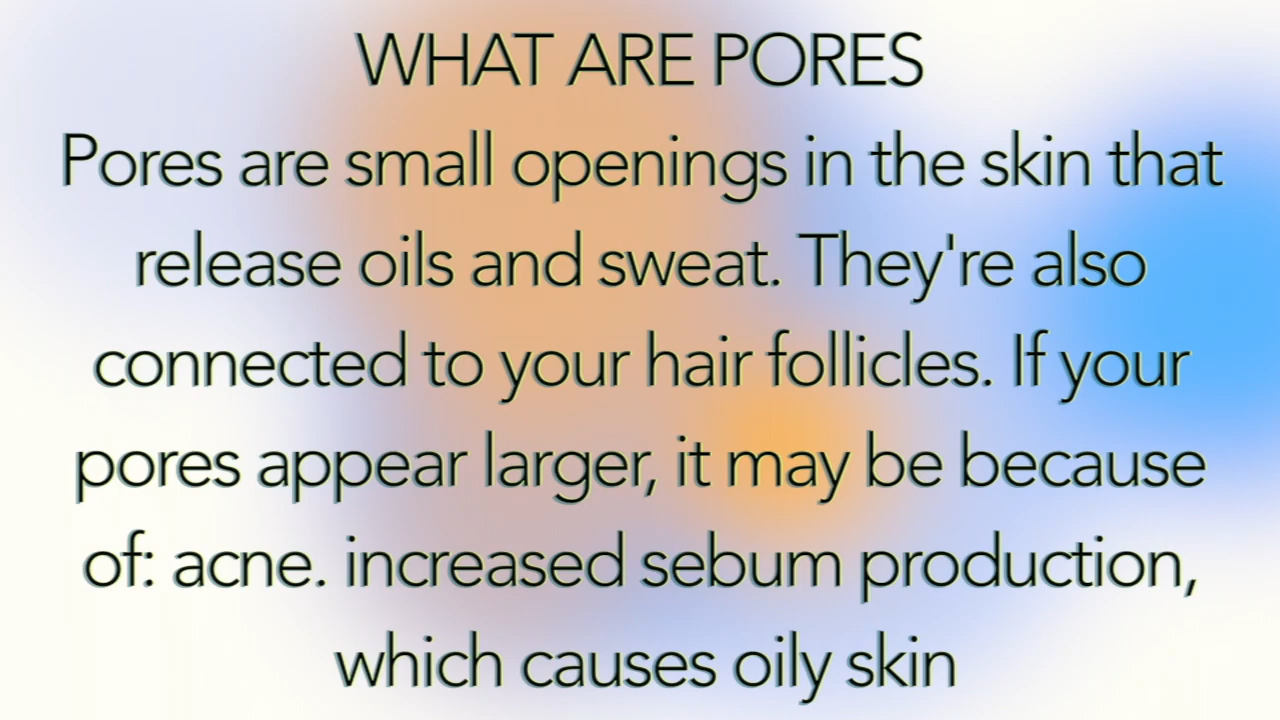 WHAT ARE PORES
Pores are small openings in the skin that
release oils and sweat. They're also
connected to your hair follicles. If your
pores appear larger, it may be because
of: acne. increased sebum production,
which causes oily skin